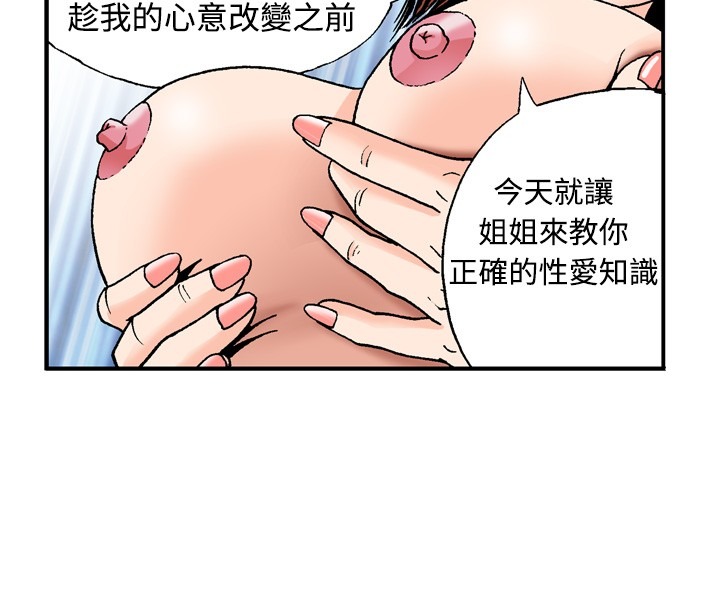 趁我的心意改變之前
今天就讓
姐姐來教你
正確的性愛知識